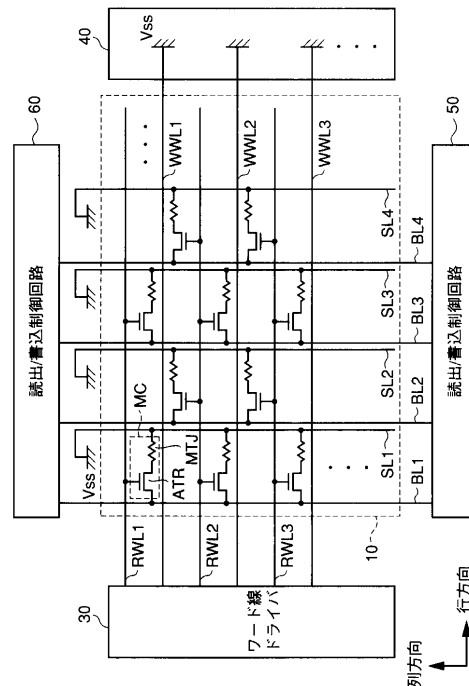 60
読出/書込制御回路
40
Vss
Vss
MC
ATR
MTJ
RWL1
WWL1
RWL2
WWL2
RWL3
WWL3
. . .
. . .
. . .
SL1
SL2
SL3
SL4
BL1
BL2
BL3
BL4
10
30
ワード線
ドライバ
読出/書込制御回路
50
列方向
行方向